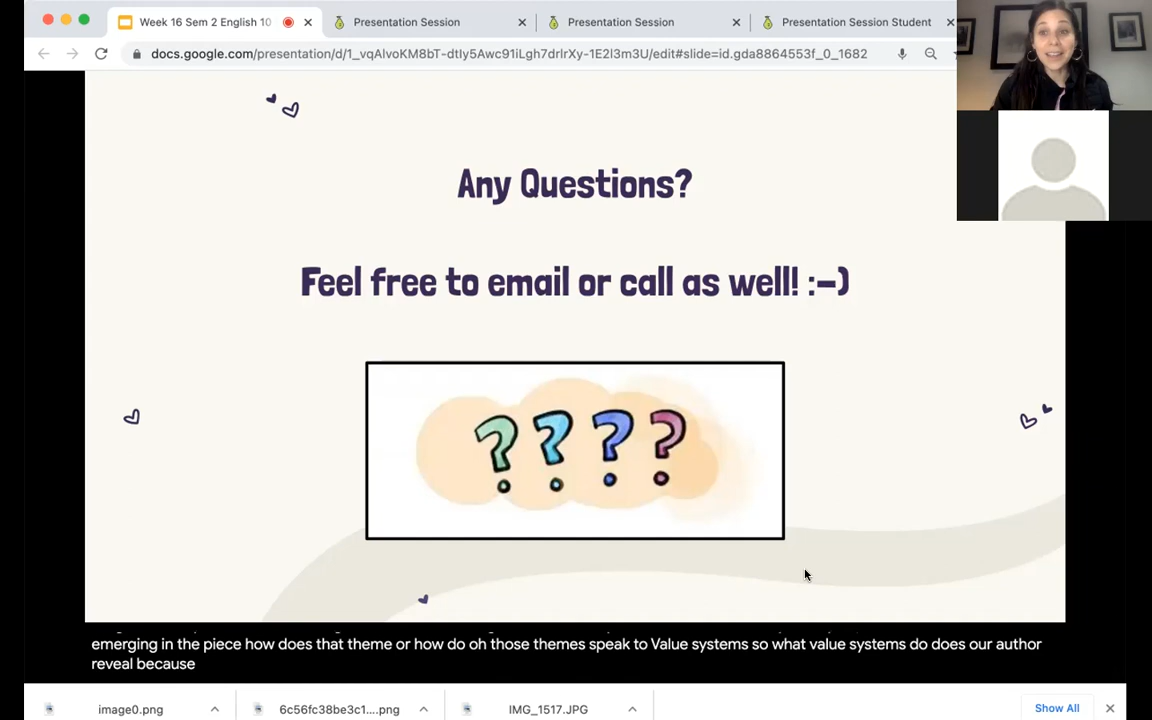 Week 16 Sem 2 English 10
Presentation Session
Presentation Session
Presentation Session Student
docs.google.com/presentation/d/1_vqAlvoKM8bT-dtIy5Awc91iLgh7drIrXy-1E2l3m3U/edit#slide=id.gda8864553f_0_1682
Any Questions?
Feel free to email or call as well! :-)
? ? ? ?
emerging in the piece how does that theme or how do oh those themes speak to Value systems so what value systems do does our author
reveal because
image0.png
6c56fc38be3c1....png
IMG_1517.JPG
Show All